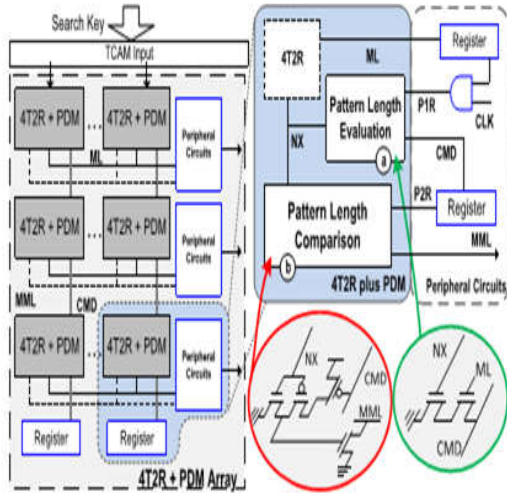 Search Key
TCAM Input
4T2R + PDM
...
4T2R + PDM
Peripheral
Circuits
ML
4T2R + PDM
...
4T2R + PDM
Peripheral
Circuits
MML
CMD
4T2R + PDM
...
4T2R + PDM
Peripheral
Circuits
Register
Register
4T2R + PDM Array
4T2R
ML
Register
Pattern Length
Evaluation
P1R
CLK
NX
a
CMD
Pattern Length
Comparison
P2R
Register
MML
b
4T2R plus PDM
Peripheral Circuits
NX
CMD
MML
NX
ML
CMD